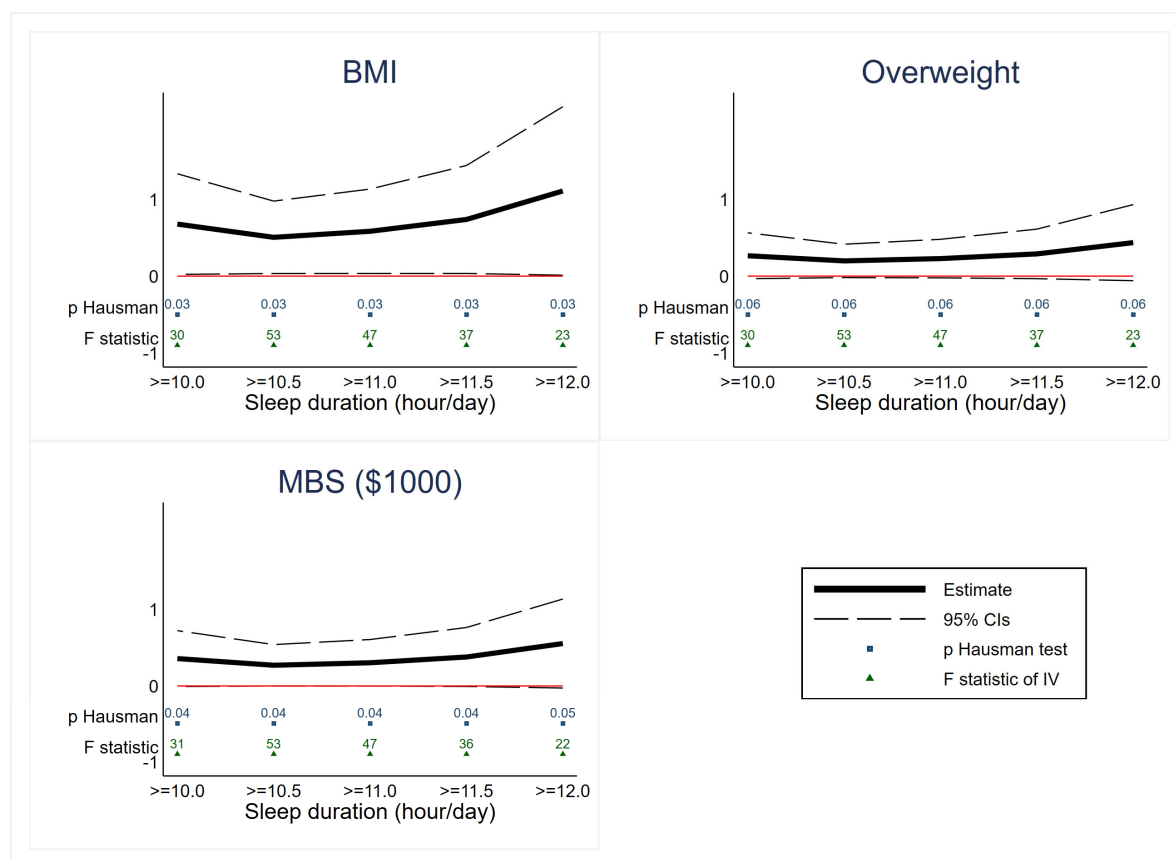 BMI
1
0
p Hausman 0.03 0.03 0.03 0.03 0.03
F statistic 30 53 47 37 23
-1
>=10.0 >=10.5 >=11.0 >=11.5 >=12.0
Sleep duration (hour/day)
Overweight
1
0
p Hausman 0.06 0.06 0.06 0.06 0.06
F statistic 30 53 47 37 23
-1
>=10.0 >=10.5 >=11.0 >=11.5 >=12.0
Sleep duration (hour/day)
MBS ($1000)
1
0
p Hausman 0.04 0.04 0.04 0.04 0.05
F statistic 31 53 47 36 22
-1
>=10.0 >=10.5 >=11.0 >=11.5 >=12.0
Sleep duration (hour/day)
Estimate
95% CIs
p Hausman test
F statistic of IV